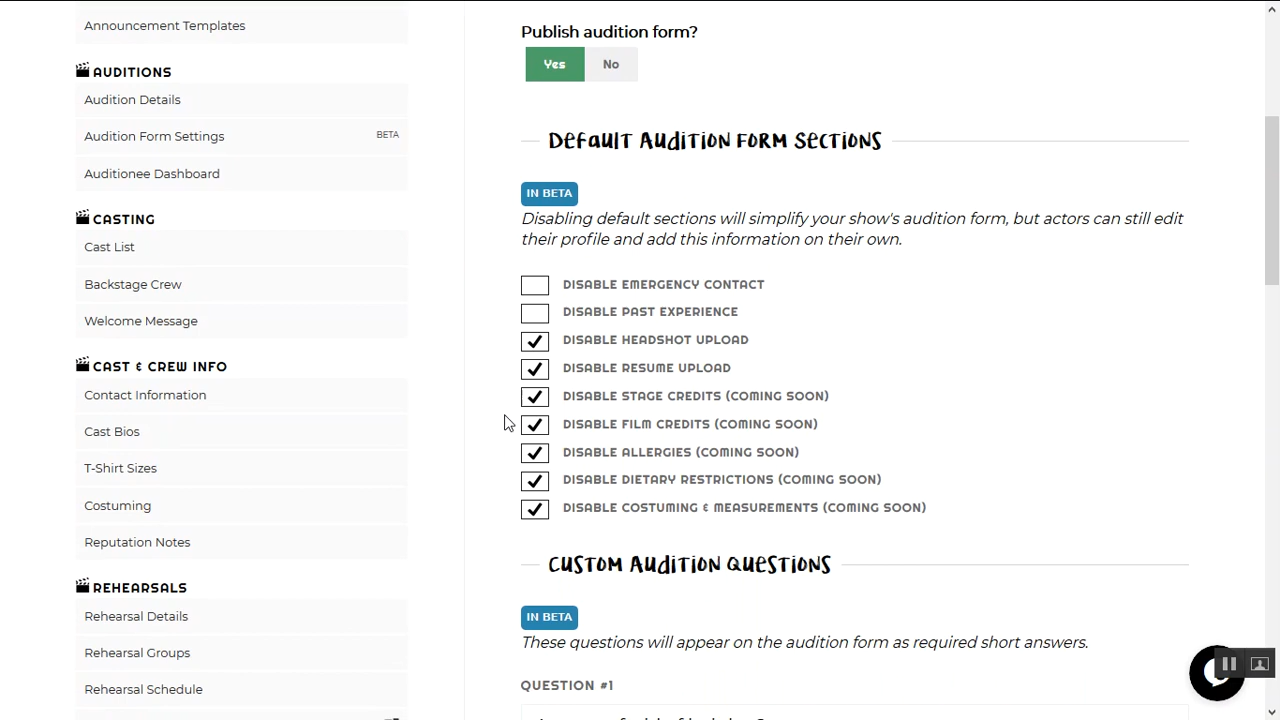 Announcement Templates
AUDITIONS
Audition Details
Audition Form Settings BETA
Auditionee Dashboard
CASTING
Cast List
Backstage Crew
Welcome Message
CAST & CREW INFO
Contact Information
Cast Bios
T-Shirt Sizes
Costuming
Reputation Notes
REHEARSALS
Rehearsal Details
Rehearsal Groups
Rehearsal Schedule
Publish audition form?
Yes No
Default Audition Form Sections
IN BETA
Disabling default sections will simplify your show's audition form, but actors can still edit
their profile and add this information on their own.
DISABLE EMERGENCY CONTACT
DISABLE PAST EXPERIENCE
DISABLE HEADSHOT UPLOAD
DISABLE RESUME UPLOAD
DISABLE STAGE CREDITS (COMING SOON)
DISABLE FILM CREDITS (COMING SOON)
DISABLE ALLERGIES (COMING SOON)
DISABLE DIETARY RESTRICTIONS (COMING SOON)
DISABLE COSTUMING & MEASUREMENTS (COMING SOON)
Custom Audition Questions
IN BETA
These questions will appear on the audition form as required short answers.
QUESTION #1